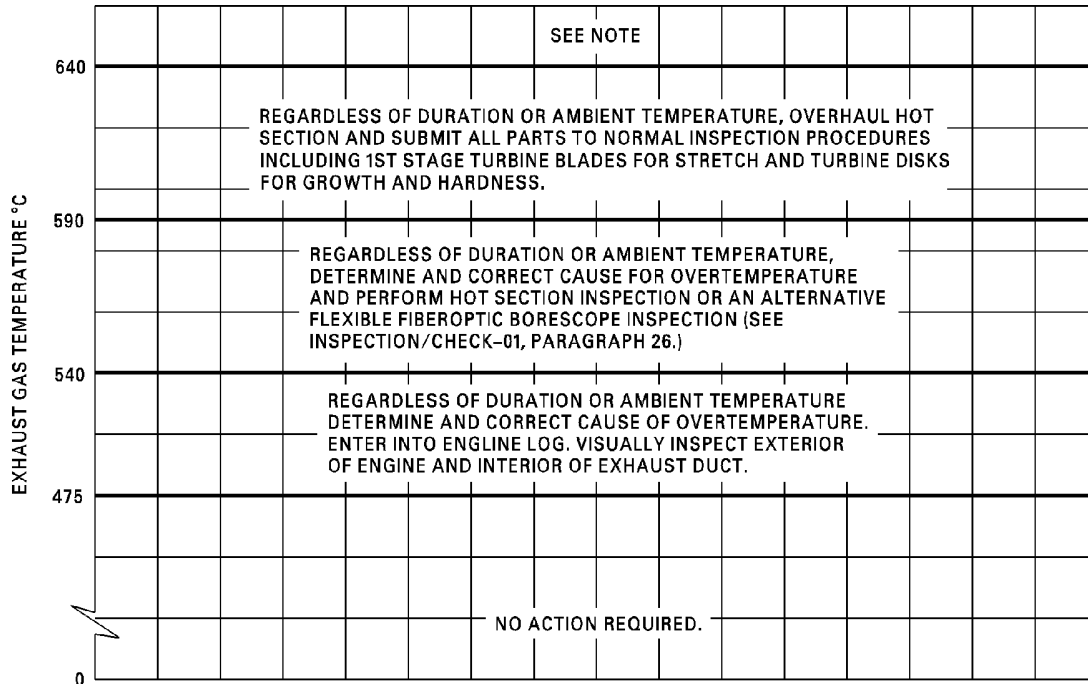 SEE NOTE
640
REGARDLESS OF DURATION OR AMBIENT TEMPERATURE, OVERHAUL HOT
SECTION AND SUBMIT ALL PARTS TO NORMAL INSPECTION PROCEDURES
INCLUDING 1ST STAGE TURBINE BLADES FOR STRETCH AND TURBINE DISKS
FOR GROWTH AND HARDNESS.
EXHAUST GAS TEMPERATURE °C
590
REGARDLESS OF DURATION OR AMBIENT TEMPERATURE,
DETERMINE AND CORRECT CAUSE FOR OVERTEMPERATURE
AND PERFORM HOT SECTION INSPECTION OR AN ALTERNATIVE
FLEXIBLE FIBEROPTIC BORESCOPE INSPECTION (SEE
INSPECTION/CHECK-01, PARAGRAPH 26.)
540
REGARDLESS OF DURATION OR AMBIENT TEMPERATURE
DETERMINE AND CORRECT CAUSE OF OVERTEMPERATURE.
ENTER INTO ENGLINE LOG. VISUALLY INSPECT EXTERIOR
OF ENGINE AND INTERIOR OF EXHAUST DUCT.
475
NO ACTION REQUIRED.
0